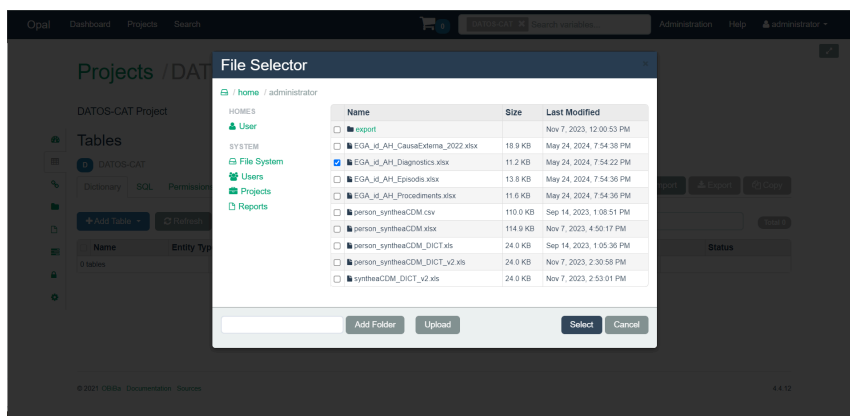 Opal Dashboard Projects Search 0 DATOS-CAT Search variables... Administration Help administrator
Projects / DAT
File Selector
/ home / administrator
DATOS-CAT Project
HOMES
User
SYSTEM
File System
Users
Projects
Reports
Name Size Last Modified
export Nov 7, 2023, 12:00:53 PM
EGA_id_AH_CausaExterna_2022.xlsx 18.9 KB May 24, 2024, 7:54:38 PM
EGA_id_AH_Diagnostics.xlsx 11.2 KB May 24, 2024, 7:54:22 PM
EGA_id_AH_Episodis.xlsx 13.8 KB May 24, 2024, 7:54:36 PM
EGA_id_AH_Procediments.xlsx 11.6 KB May 24, 2024, 7:54:36 PM
person_syntheaCDM.csv 110.0 KB Sep 14, 2023, 1:08:51 PM
person_syntheaCDM.xlsx 114.9 KB Nov 7, 2023, 4:50:17 PM
person_syntheaCDM_DICT.xls 24.0 KB Sep 14, 2023, 1:05:36 PM
person_syntheaCDM_DICT_v2.xls 24.0 KB Nov 7, 2023, 2:30:58 PM
syntheaCDM_DICT_v2.xls 24.0 KB Nov 7, 2023, 2:53:01 PM
Add Folder Upload Select Cancel
Tables
D DATOS-CAT
Dictionary SQL Permissions
Export Copy
+Add Table Refresh
Name Entity Typ Status
0 tables
© 2021 OBiBa Documentation Sources 4.4.12